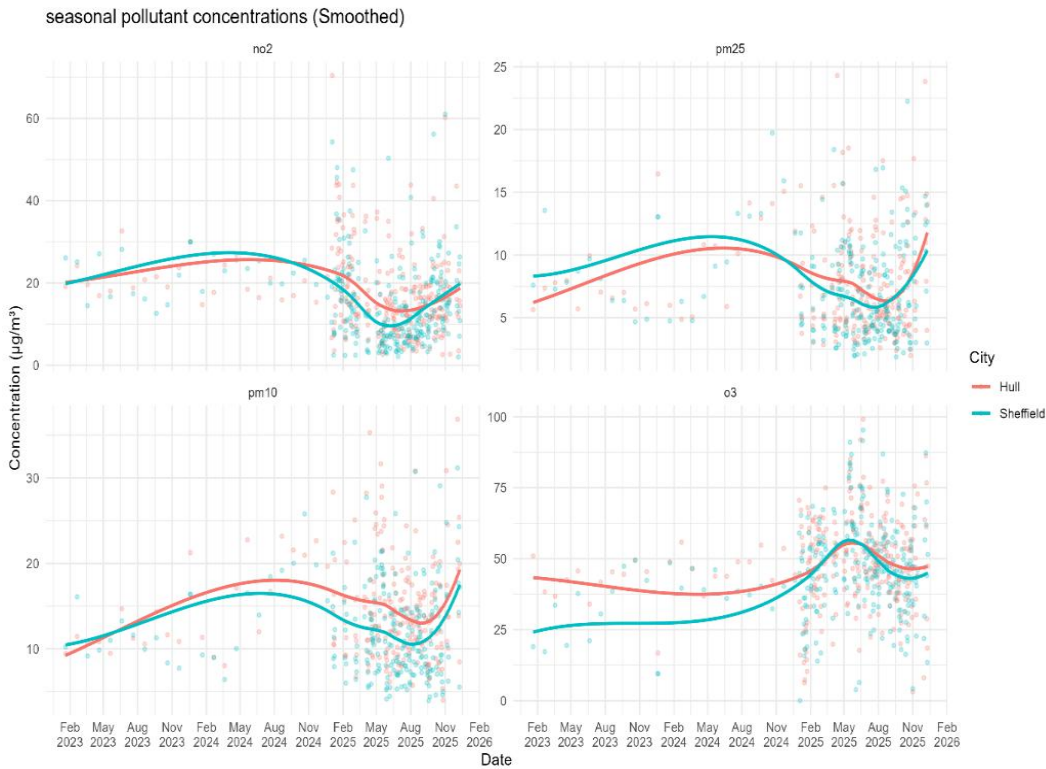 seasonal pollutant concentrations (Smoothed)
no2
pm25
60
40
20
0
25
20
15
10
5
pm10
o3
30
20
10
100
75
50
25
0
Concentration (µg/m³)
City
Hull
Sheffield
Feb May Aug Nov Feb May Aug Nov Feb May Aug Nov Feb
2023 2023 2023 2023 2024 2024 2024 2024 2025 2025 2025 2025 2026
Feb May Aug Nov Feb May Aug Nov Feb May Aug Nov Feb
2023 2023 2023 2023 2024 2024 2024 2024 2025 2025 2025 2025 2026
Date